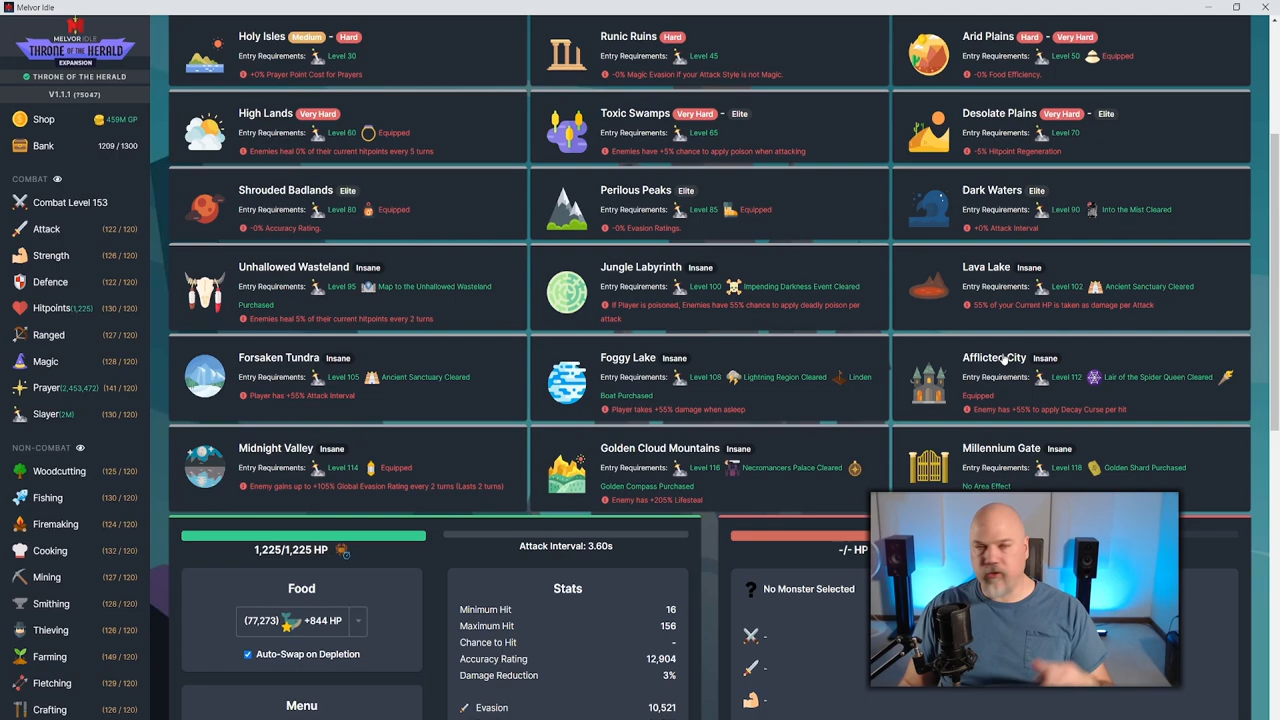 Melvor Idle
MELVOR IDLE
THRONE OF THE HERALD
EXPANSION
THRONE OF THE HERALD
V1.1.1 (?5047)
Shop 459M GP
Bank 1209 / 1300
COMBAT
Combat Level 153
Attack (122 / 120)
Strength (126 / 120)
Defence (126 / 120)
Hitpoints(1,225) (130 / 120)
Ranged (127 / 120)
Magic (128 / 120)
Prayer(2,453,472) (141 / 120)
Slayer(2M) (130 / 120)
NON-COMBAT
Woodcutting (125 / 120)
Fishing (130 / 120)
Firemaking (124 / 120)
Cooking (132 / 120)
Mining (127 / 120)
Smithing (128 / 120)
Thieving (126 / 120)
Farming (149 / 120)
Fletching (129 / 120)
Crafting (126 / 120)
Holy Isles Medium - Hard
Entry Requirements: Level 30
+0% Prayer Point Cost for Prayers
Runic Ruins Hard
Entry Requirements: Level 45
-0% Magic Evasion if your Attack Style is not Magic.
Arid Plains Hard - Very Hard
Entry Requirements: Level 50 Equipped
-0% Food Efficiency.
High Lands Very Hard
Entry Requirements: Level 60 Equipped
Enemies heal 0% of their current hitpoints every 5 turns
Toxic Swamps Very Hard - Elite
Entry Requirements: Level 65
Enemies have +5% chance to apply poison when attacking
Desolate Plains Very Hard - Elite
Entry Requirements: Level 70
-5% Hitpoint Regeneration
Shrouded Badlands Elite
Entry Requirements: Level 80 Equipped
-0% Accuracy Rating.
Perilous Peaks Elite
Entry Requirements: Level 85 Equipped
-0% Evasion Ratings.
Dark Waters Elite
Entry Requirements: Level 90 Into the Mist Cleared
+0% Attack Interval
Unhallowed Wasteland Insane
Entry Requirements: Level 95 Map to the Unhallowed Wasteland
Purchased
Enemies heal 5% of their current hitpoints every 2 turns
Jungle Labyrinth Insane
Entry Requirements: Level 100 Impending Darkness Event Cleared
If Player is poisoned, Enemies have 55% chance to apply deadly poison per
attack
Lava Lake Insane
Entry Requirements: Level 102 Ancient Sanctuary Cleared
55% of your Current HP is taken as damage per Attack
Forsaken Tundra Insane
Entry Requirements: Level 105 Ancient Sanctuary Cleared
Player has +55% Attack Interval
Foggy Lake Insane
Entry Requirements: Level 108 Lightning Region Cleared Linden
Boat Purchased
Player takes +55% damage when asleep
Afflicted City Insane
Entry Requirements: Level 112 Lair of the Spider Queen Cleared
Equipped
Enemy has +55% to apply Decay Curse per hit
Midnight Valley Insane
Entry Requirements: Level 114 Equipped
Enemy gains up to +105% Global Evasion Rating every 2 turns (Lasts 2 turns)
Golden Cloud Mountains Insane
Entry Requirements: Level 116 Necromancers Palace Cleared
Golden Compass Purchased
Enemy has +205% Lifesteal
Millennium Gate Insane
Entry Requirements: Level 118 Golden Shard Purchased
No Area Effect
1,225/1,225 HP
Food
(77,273) +844 HP
Auto-Swap on Depletion
Menu
Attack Interval: 3.60s
Stats
Minimum Hit 16
Maximum Hit 156
Chance to Hit -
Accuracy Rating 12,904
Damage Reduction 3%
Evasion 10,521
-/- HP
? No Monster Selected
-
-
-